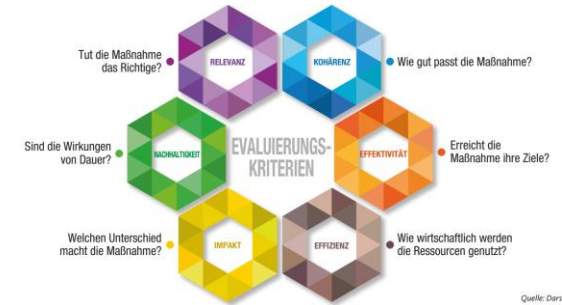 Tut die Maßnahme
das Richtige?
RELEVANZ
KOHÄRENZ
Wie gut passt die Maßnahme?
Sind die Wirkungen
von Dauer?
NACHHALTIGKEIT
EVALUIERUNGS-
KRITERIEN
EFFEKTIVITÄT
Erreicht die
Maßnahme ihre Ziele?
Welchen Unterschied
macht die Maßnahme?
IMPAKT
EFFIZIENZ
Wie wirtschaftlich werden
die Ressourcen genutzt?
Quelle: Dars